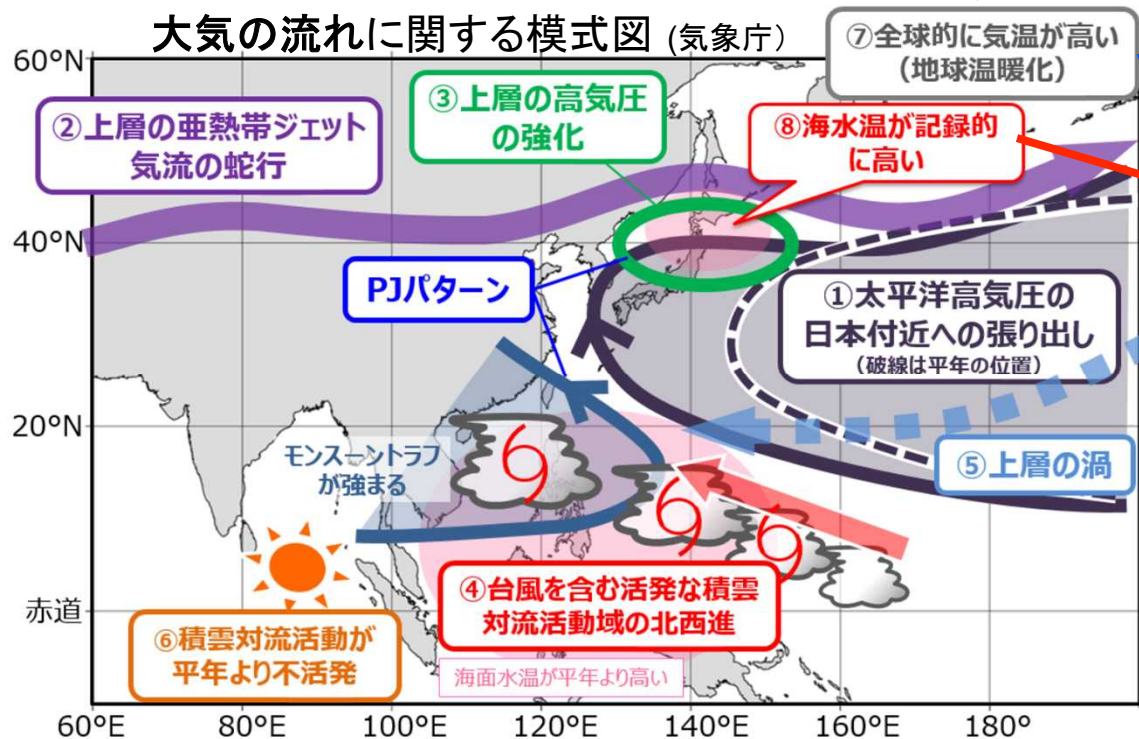 大気の流れに関する模式図 (気象庁)
⑦全球的に気温が高い
(地球温暖化)
60°N
③上層の高気圧
の強化
⑧海水温が記録的
に高い
②上層の亜熱帯ジェット
気流の蛇行
40°N
PJパターン
①太平洋高気圧の
日本付近への張り出し
(破線は平年の位置)
20°N
モンスーントラフ
が強まる
⑤上層の渦
④台風を含む活発な積雲
対流活動域の北西進
赤道
⑥積雲対流活動が
平年より不活発
海面水温が平年より高い
60°E
80°E
100°E
120°E
140°E
160°E
180°